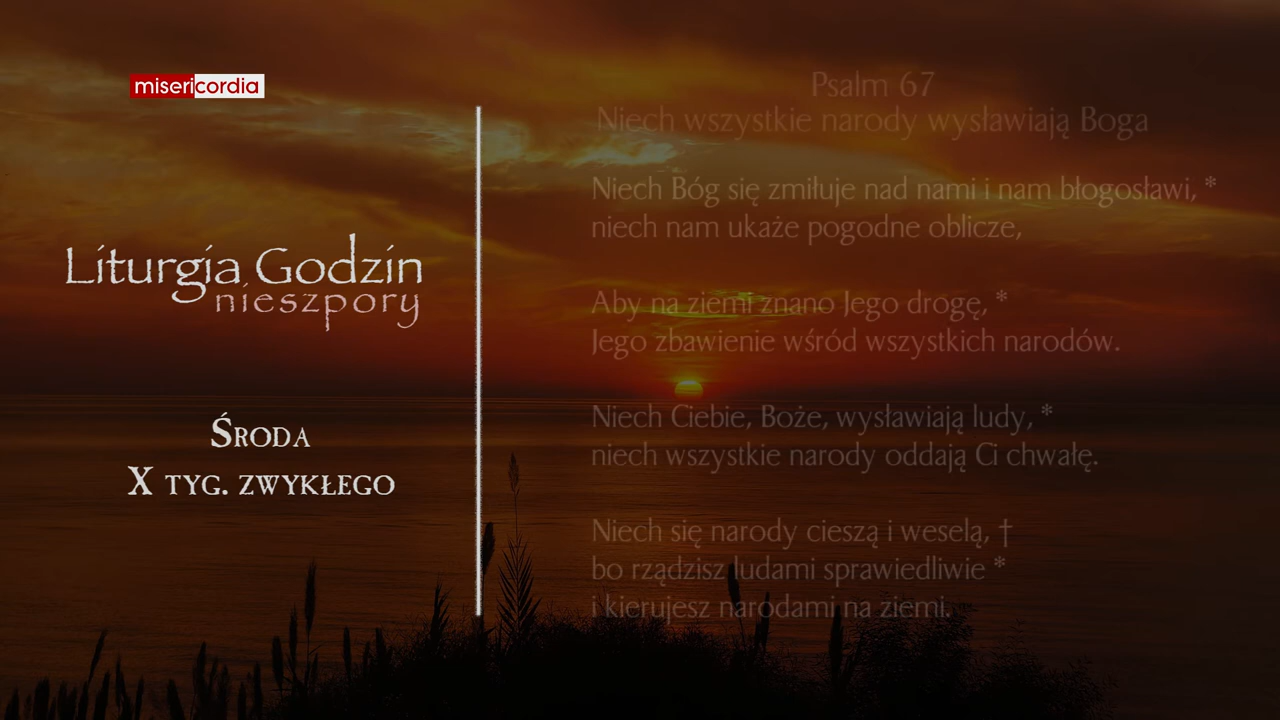 misericordia
Liturgia Godzin
nieszpory
Środa
X tyg. zwykłego
Psalm 67
Niech wszystkie narody wysławiają Boga
Niech Bóg się zmiłuje nad nami i nam błogosławi, *
niech nam ukaże pogodne oblicze,
Aby na ziemi znano Jego drogę, *
Jego zbawienie wśród wszystkich narodów.
Niech Ciebie, Boże, wysławiają ludy, *
niech wszystkie narody oddają Ci chwałę.
Niech się narody cieszą i weselą, †
bo rządzisz ludami sprawiedliwie *
i kierujesz narodami na ziemi.